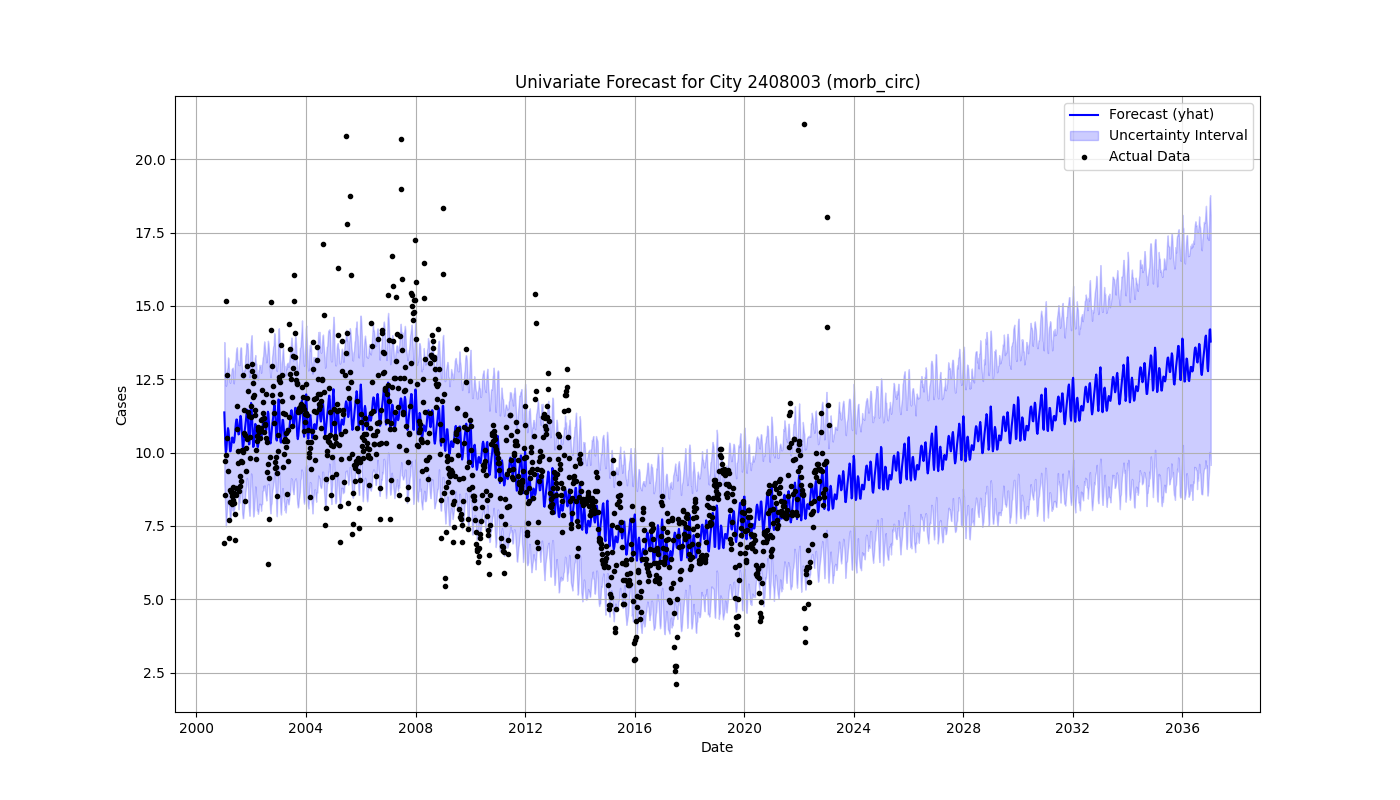 Univariate Forecast for City 2408003 (morb_circ)
Forecast (yhat)
Uncertainty Interval
Actual Data
Cases
20.0
17.5
15.0
12.5
10.0
7.5
5.0
2.5
2000 2004 2008 2012 2016 2020 2024 2028 2032 2036
Date